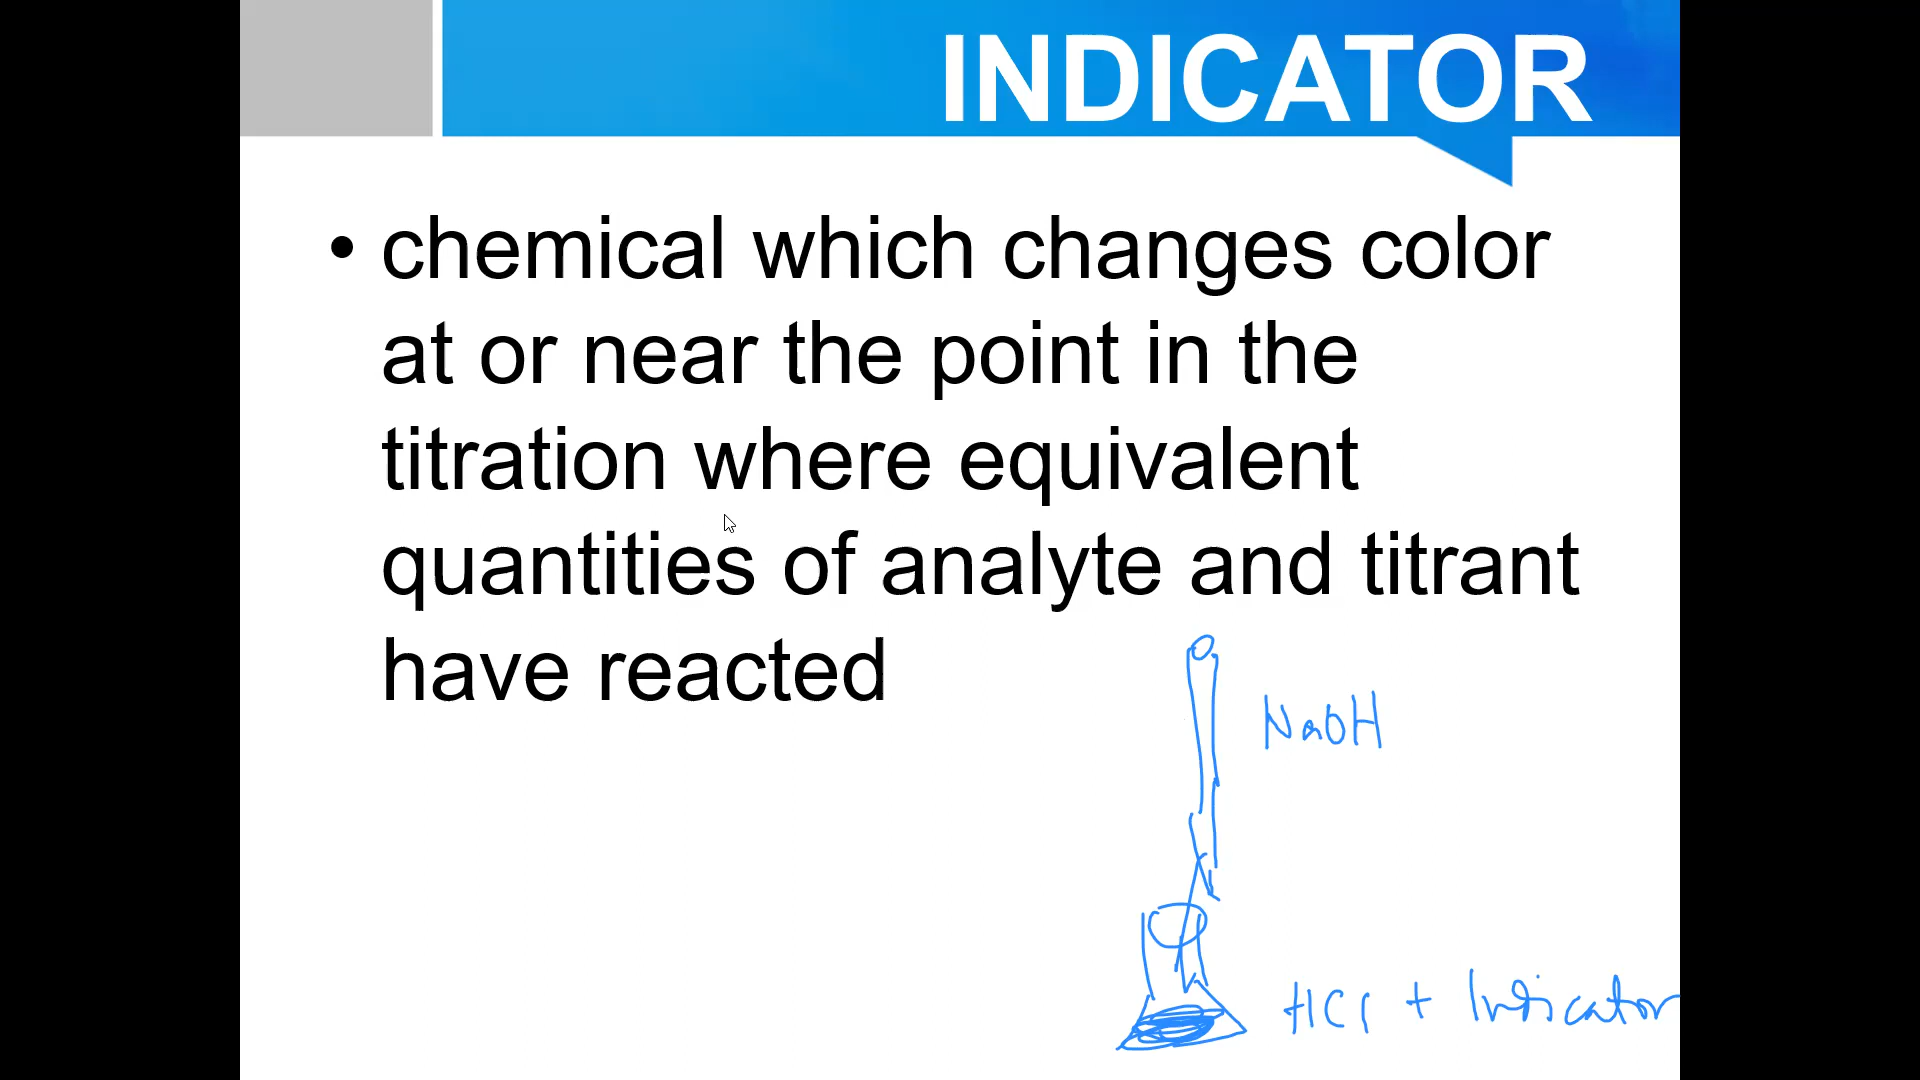 INDICATOR
• chemical which changes color
at or near the point in the
titration where equivalent
quantities of analyte and titrant
have reacted
NaOH
HCl + Indicator